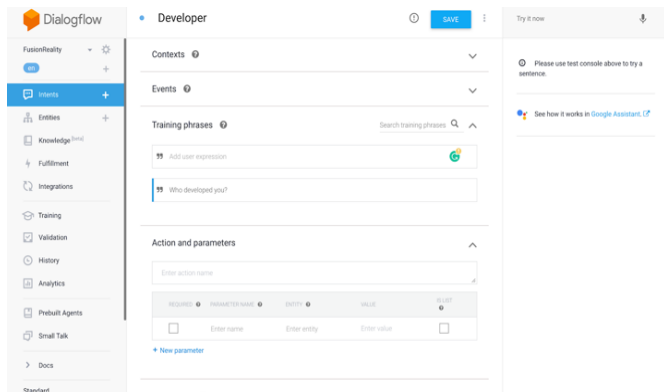 Dialogflow
FusionReality
en
Intents
Entities
Knowledge [beta]
Fulfillment
Integrations
Training
Validation
History
Analytics
Prebuilt Agents
Small Talk
Docs
Standard
Developer
SAVE
Contexts
Events
Training phrases
Search training phrases
Add user expression
Who developed you?
Action and parameters
Enter action name
REQUIRED PARAMETER NAME ENTITY VALUE IS LIST
Enter name Enter entity Enter value
+ New parameter
Try it now
Please use test console above to try a
sentence.
See how it works in Google Assistant.